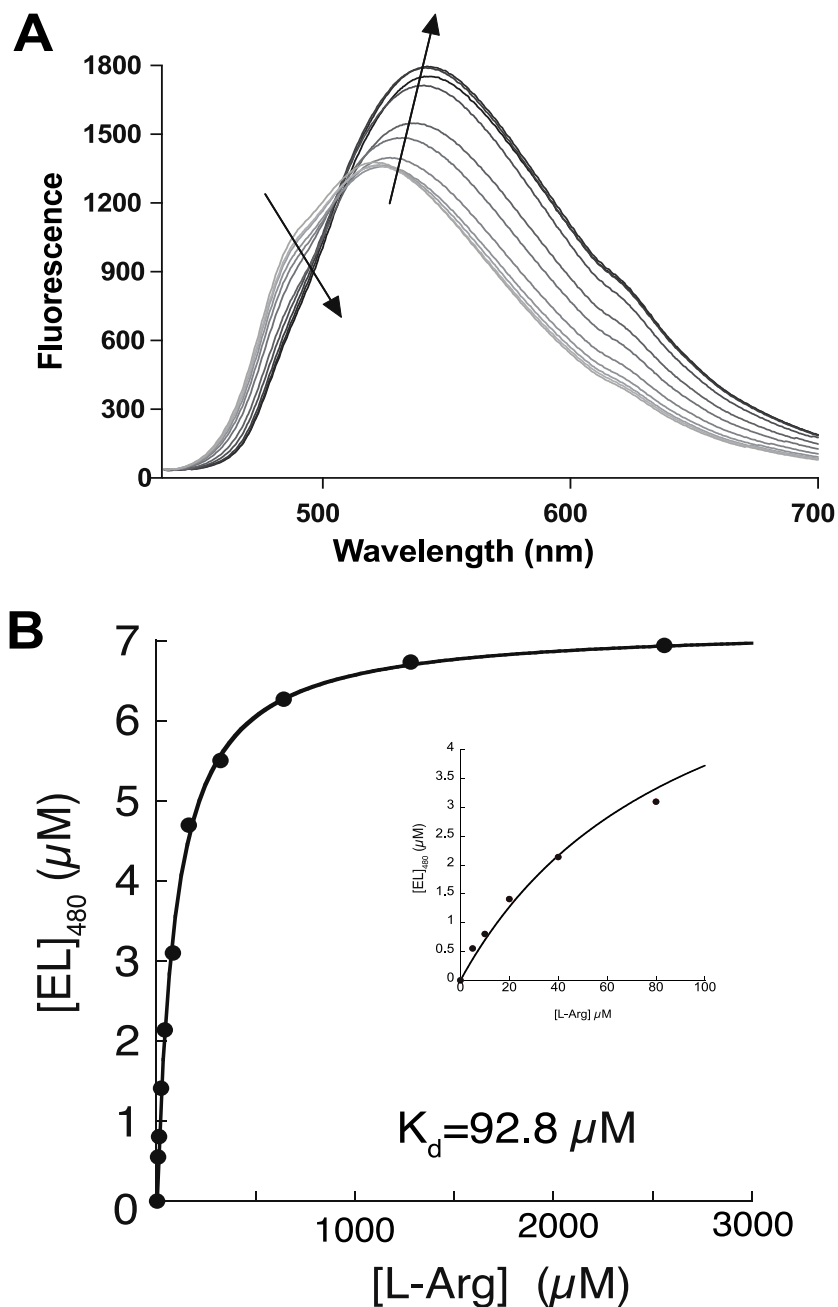 A
1800
1500
1200
900
600
300
0
Fluorescence
500 600 700
Wavelength (nm)
B
7
6
5
4
3
2
1
0
[EL]480 (µM)
1000 2000 3000
[L-Arg] (µM)
4
3.5
3
2.5
2
1.5
1
0.5
0
[EL]480 (µM)
0 20 40 60 80 100
[L-Arg] µM
Kd=92.8 µM